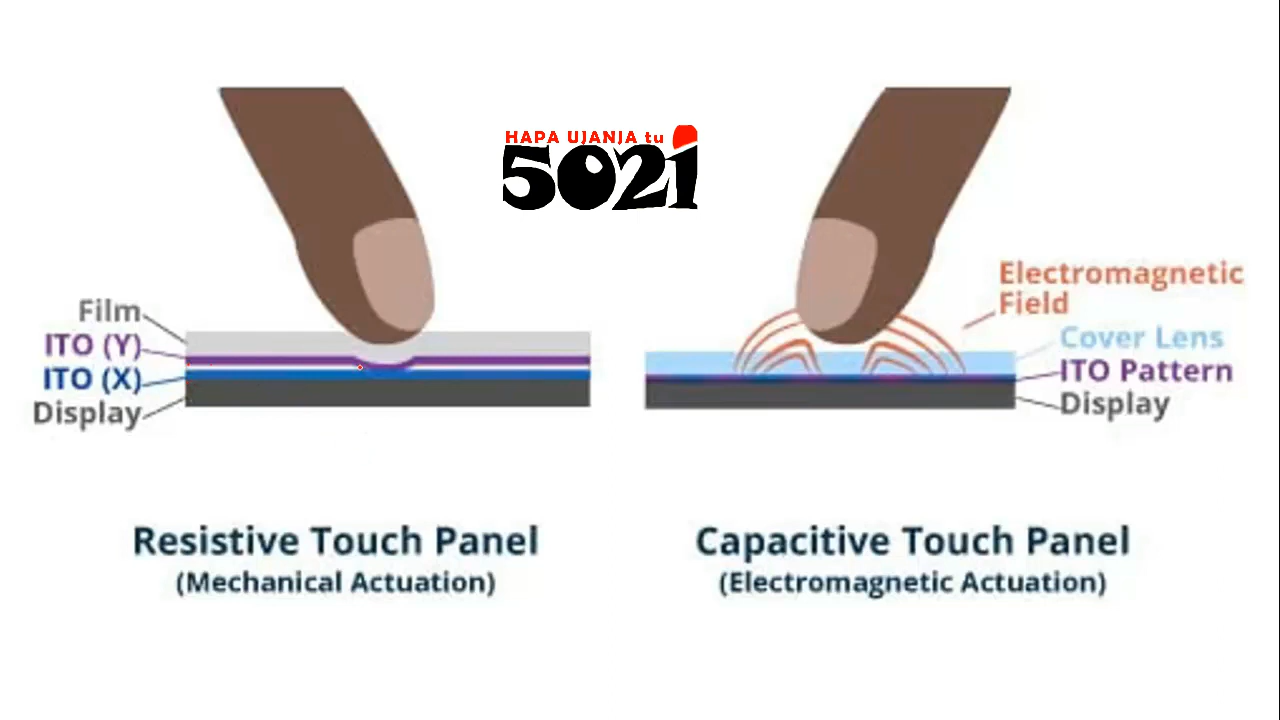 HAPA UJANJA tu
5021
Film
ITO (Y)
ITO (X)
Display
Electromagnetic
Field
Cover Lens
ITO Pattern
Display
Resistive Touch Panel
(Mechanical Actuation)
Capacitive Touch Panel
(Electromagnetic Actuation)